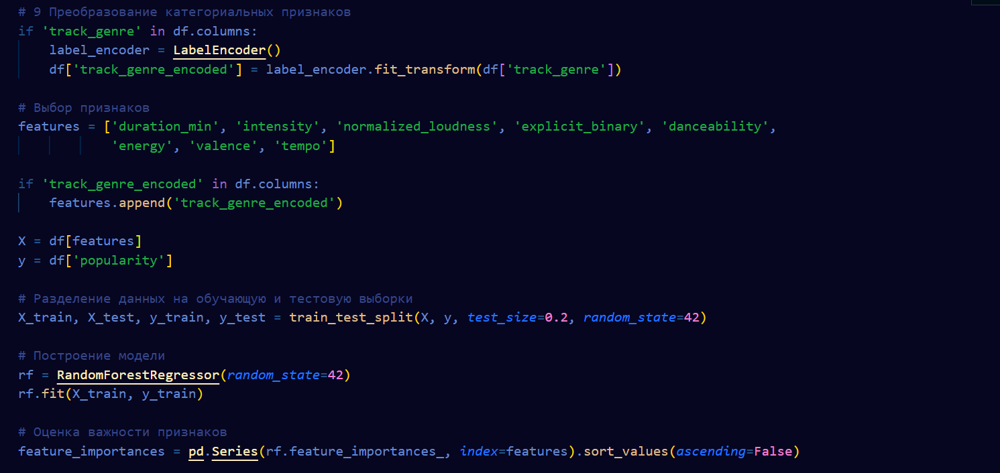 # 9 Преобразование категориальных признаков
if 'track_genre' in df.columns:
    label_encoder = LabelEncoder()
    df['track_genre_encoded'] = label_encoder.fit_transform(df['track_genre'])
# Выбор признаков
features = ['duration_min', 'intensity', 'normalized_loudness', 'explicit_binary', 'danceability',
            'energy', 'valence', 'tempo']
if 'track_genre_encoded' in df.columns:
    features.append('track_genre_encoded')
X = df[features]
y = df['popularity']
# Разделение данных на обучающую и тестовую выборки
X_train, X_test, y_train, y_test = train_test_split(X, y, test_size=0.2, random_state=42)
# Построение модели
rf = RandomForestRegressor(random_state=42)
rf.fit(X_train, y_train)
# Оценка важности признаков
feature_importances = pd.Series(rf.feature_importances_, index=features).sort_values(ascending=False)